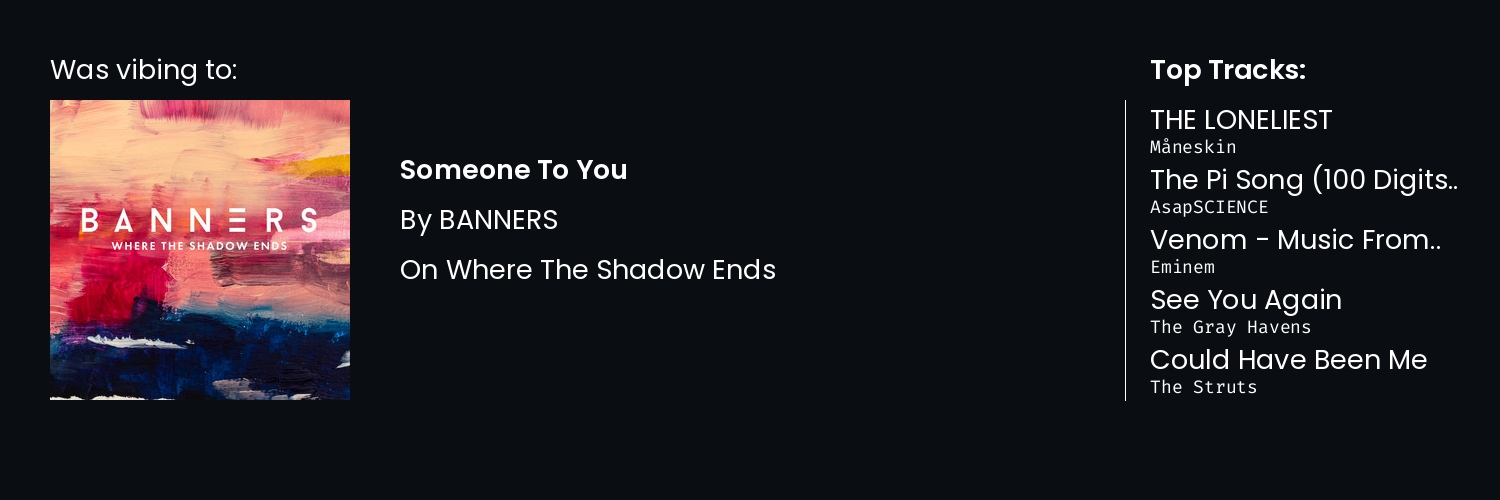 Was vibing to:
BANNERS
WHERE THE SHADOW ENDS
Someone To You
By BANNERS
On Where The Shadow Ends
Top Tracks:
THE LONELIEST
Måneskin
The Pi Song (100 Digits..
AsapSCIENCE
Venom - Music From..
Eminem
See You Again
The Gray Havens
Could Have Been Me
The Struts